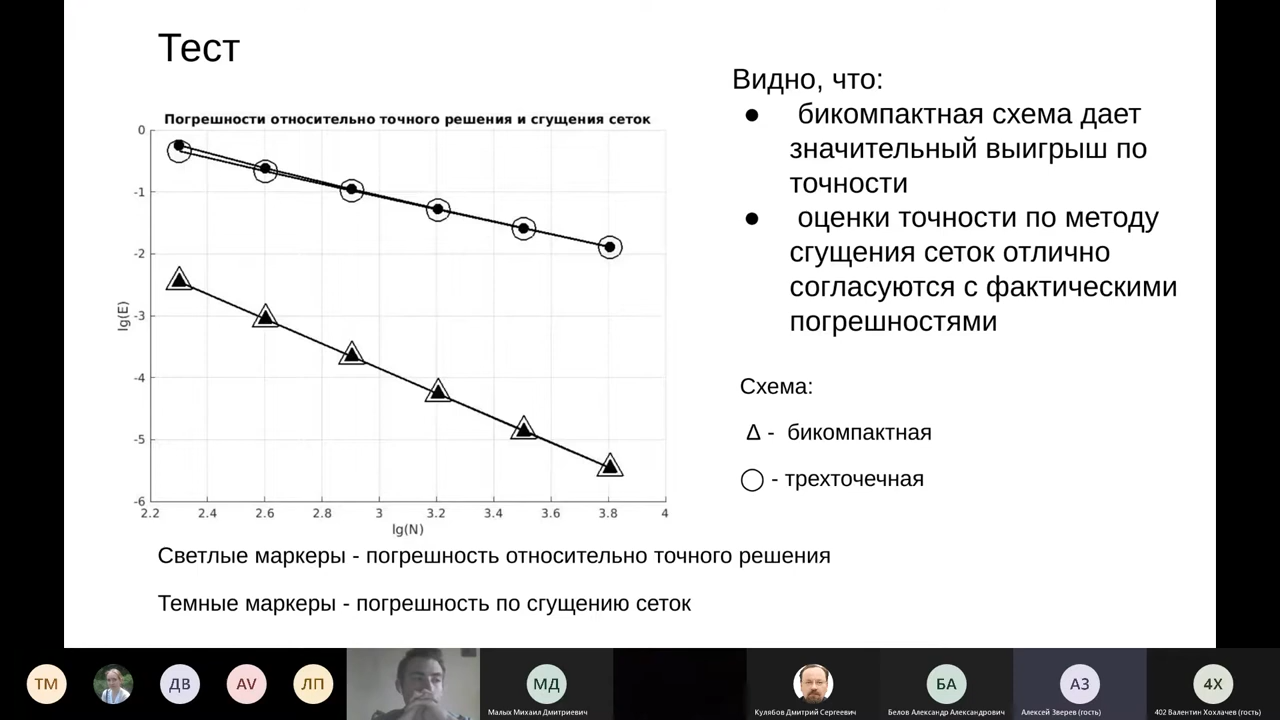 Тест
Видно, что:
● бикомпактная схема дает
значительный выигрыш по
точности
● оценки точности по методу
сгущения сеток отлично
согласуются с фактическими
погрешностями
Погрешности относительно точного решения и сгущения сеток
0
-1
-2
-3
-4
-5
-6
lg(E)
2.2 2.4 2.6 2.8 3 3.2 3.4 3.6 3.8 4
lg(N)
Схема:
Δ - бикомпактная
◯ - трехточечная
Светлые маркеры - погрешность относительно точного решения
Темные маркеры - погрешность по сгущению сеток
ТМ ДВ AV ЛП МД БА АЗ 4Х
Малых Михаил Дмитриевич Кулябов Дмитрий Сергеевич Белов Александр Александрович Алексей Зверев (гость) 402 Валентин Хохлачев (гость)